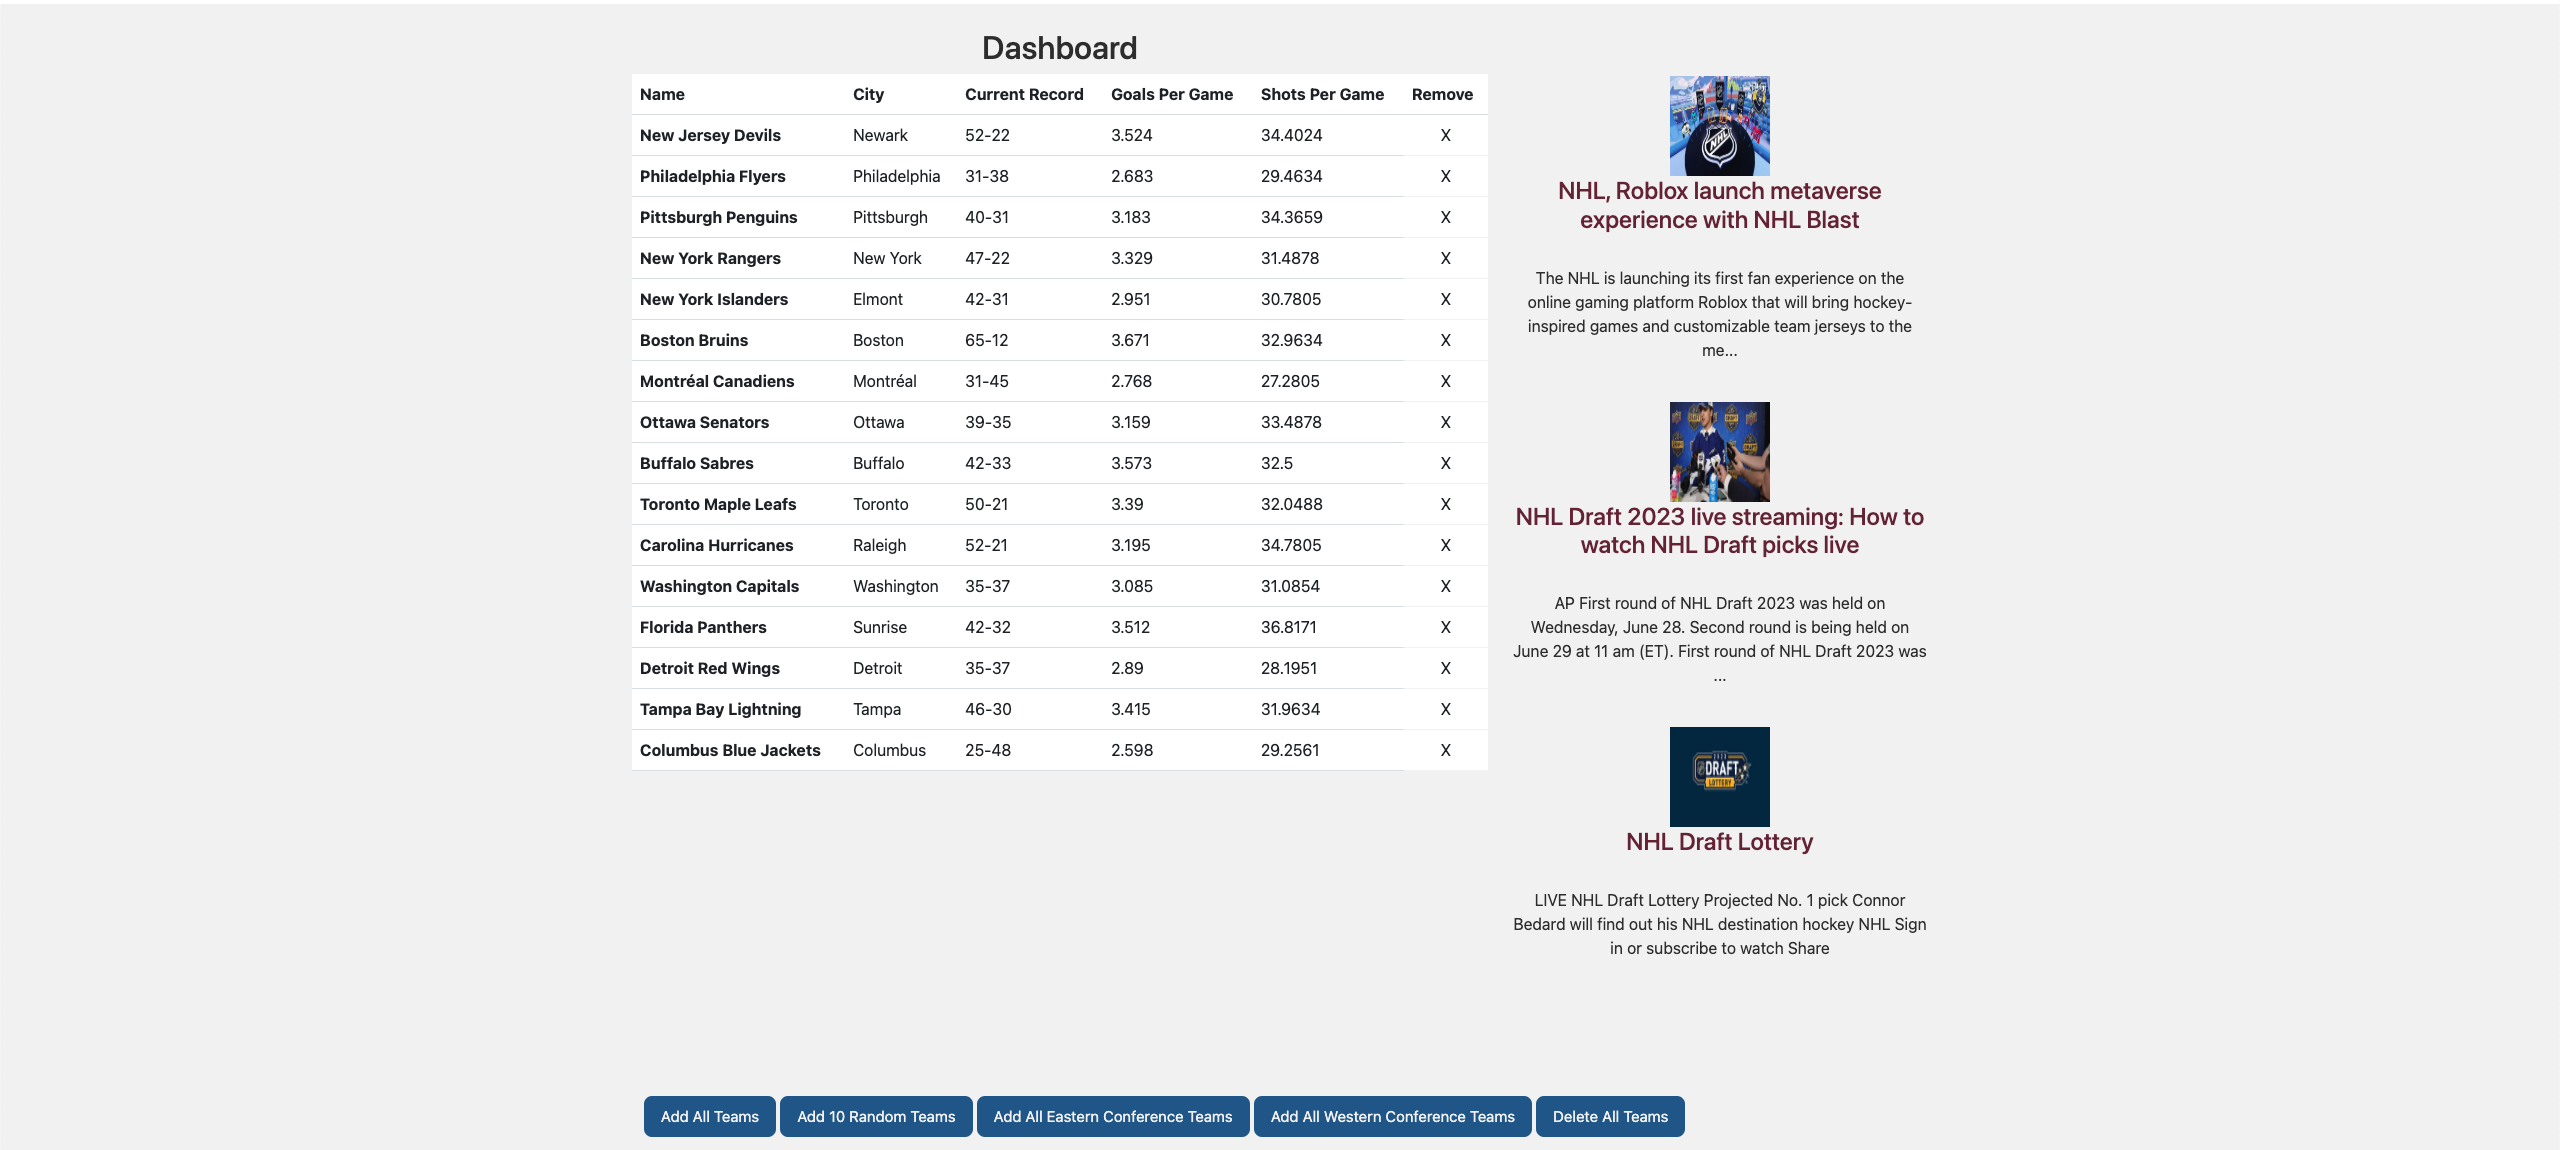 Dashboard
Name City Current Record Goals Per Game Shots Per Game Remove
New Jersey Devils Newark 52-22 3.524 34.4024 X
Philadelphia Flyers Philadelphia 31-38 2.683 29.4634 X
Pittsburgh Penguins Pittsburgh 40-31 3.183 34.3659 X
New York Rangers New York 47-22 3.329 31.4878 X
New York Islanders Elmont 42-31 2.951 30.7805 X
Boston Bruins Boston 65-12 3.671 32.9634 X
Montréal Canadiens Montréal 31-45 2.768 27.2805 X
Ottawa Senators Ottawa 39-35 3.159 33.4878 X
Buffalo Sabres Buffalo 42-33 3.573 32.5 X
Toronto Maple Leafs Toronto 50-21 3.39 32.0488 X
Carolina Hurricanes Raleigh 52-21 3.195 34.7805 X
Washington Capitals Washington 35-37 3.085 31.0854 X
Florida Panthers Sunrise 42-32 3.512 36.8171 X
Detroit Red Wings Detroit 35-37 2.89 28.1951 X
Tampa Bay Lightning Tampa 46-30 3.415 31.9634 X
Columbus Blue Jackets Columbus 25-48 2.598 29.2561 X
NHL
NHL, Roblox launch metaverse
experience with NHL Blast
The NHL is launching its first fan experience on the
online gaming platform Roblox that will bring hockey-
inspired games and customizable team jerseys to the
me...
NHL Draft 2023 live streaming: How to
watch NHL Draft picks live
AP First round of NHL Draft 2023 was held on
Wednesday, June 28. Second round is being held on
June 29 at 11 am (ET). First round of NHL Draft 2023 was
...
2023
DRAFT
LOTTERY
NHL Draft Lottery
LIVE NHL Draft Lottery Projected No. 1 pick Connor
Bedard will find out his NHL destination hockey NHL Sign
in or subscribe to watch Share
Add All Teams Add 10 Random Teams Add All Eastern Conference Teams Add All Western Conference Teams Delete All Teams